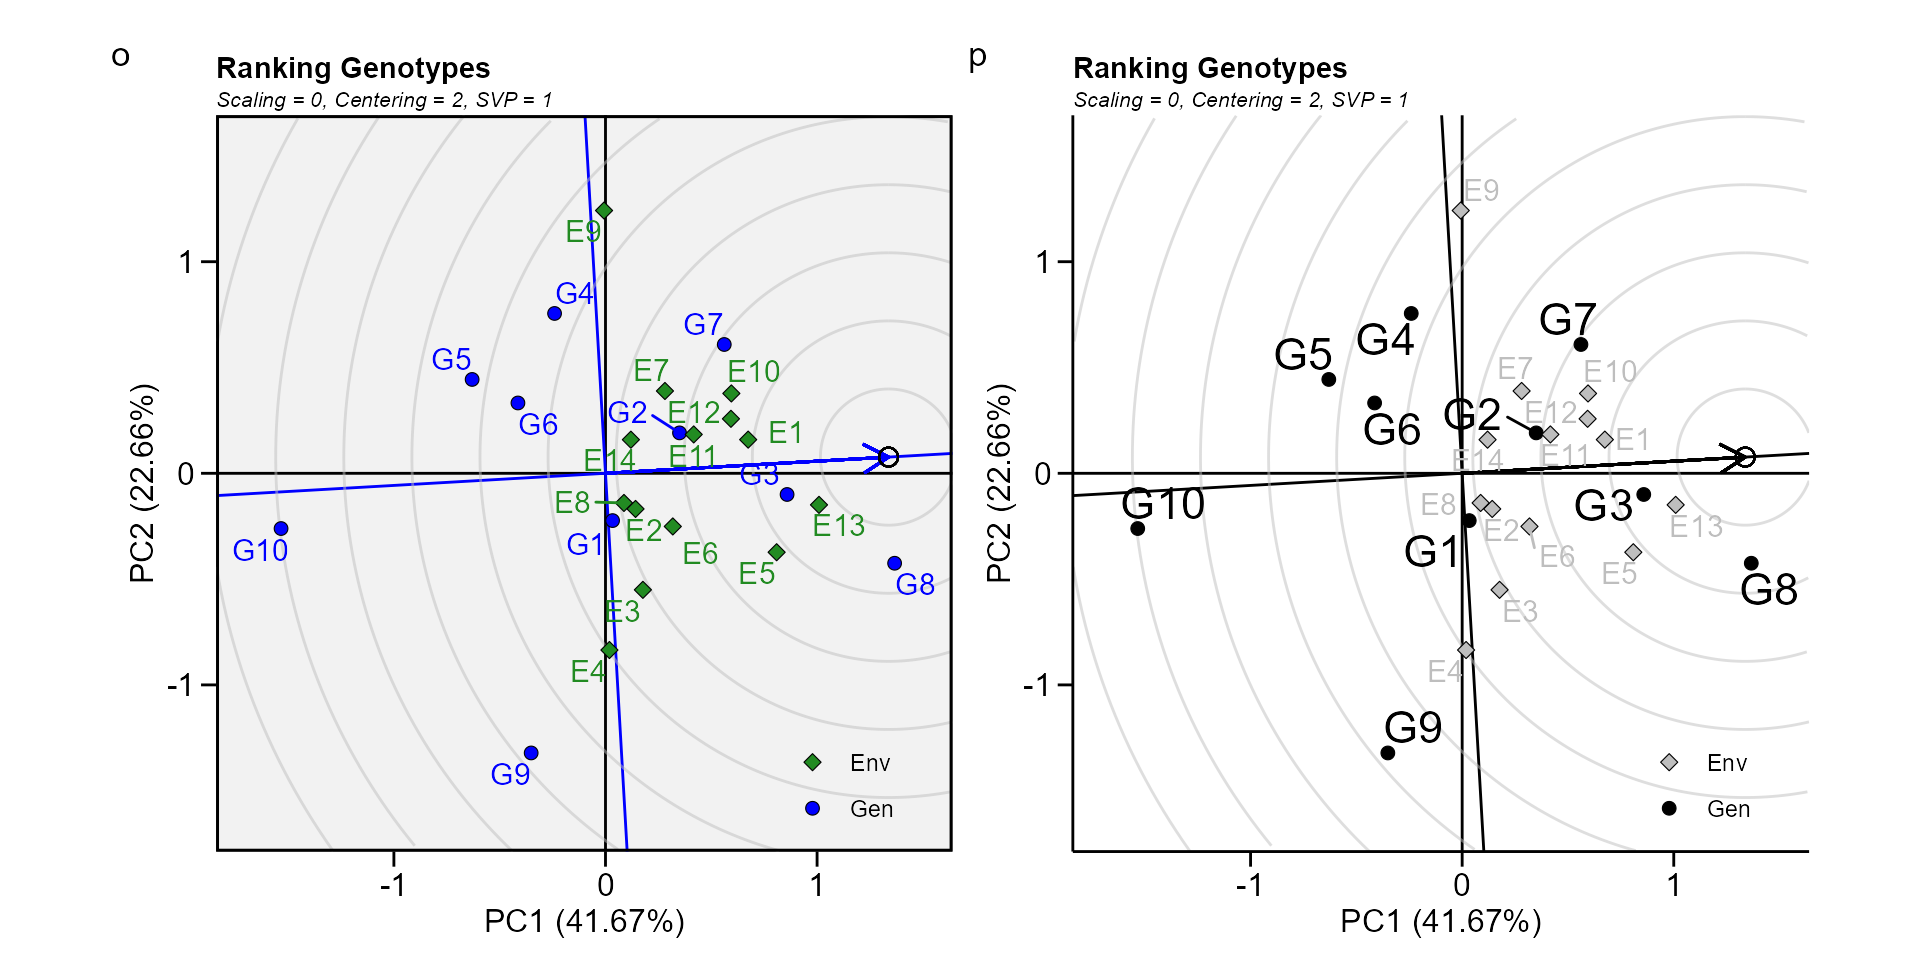 o
Ranking Genotypes
Scaling = 0, Centering = 2, SVP = 1
E9
G4
G7
G5
E7
E10
G2
E12
G6
E1
E14
E11
G3
E8
E2
E13
G10
G1
E6
E5
G8
E3
E4
G9
Env
Gen
1
0
-1
-1
0
1
PC2 (22.66%)
PC1 (41.67%)
p
Ranking Genotypes
Scaling = 0, Centering = 2, SVP = 1
E9
G7
G4
G5
E7
E10
G2
E12
G6
E1
E14
E11
G10
E8
G3
E2
E13
G1
E6
E5
G8
E3
E4
G9
Env
Gen
1
0
-1
-1
0
1
PC2 (22.66%)
PC1 (41.67%)